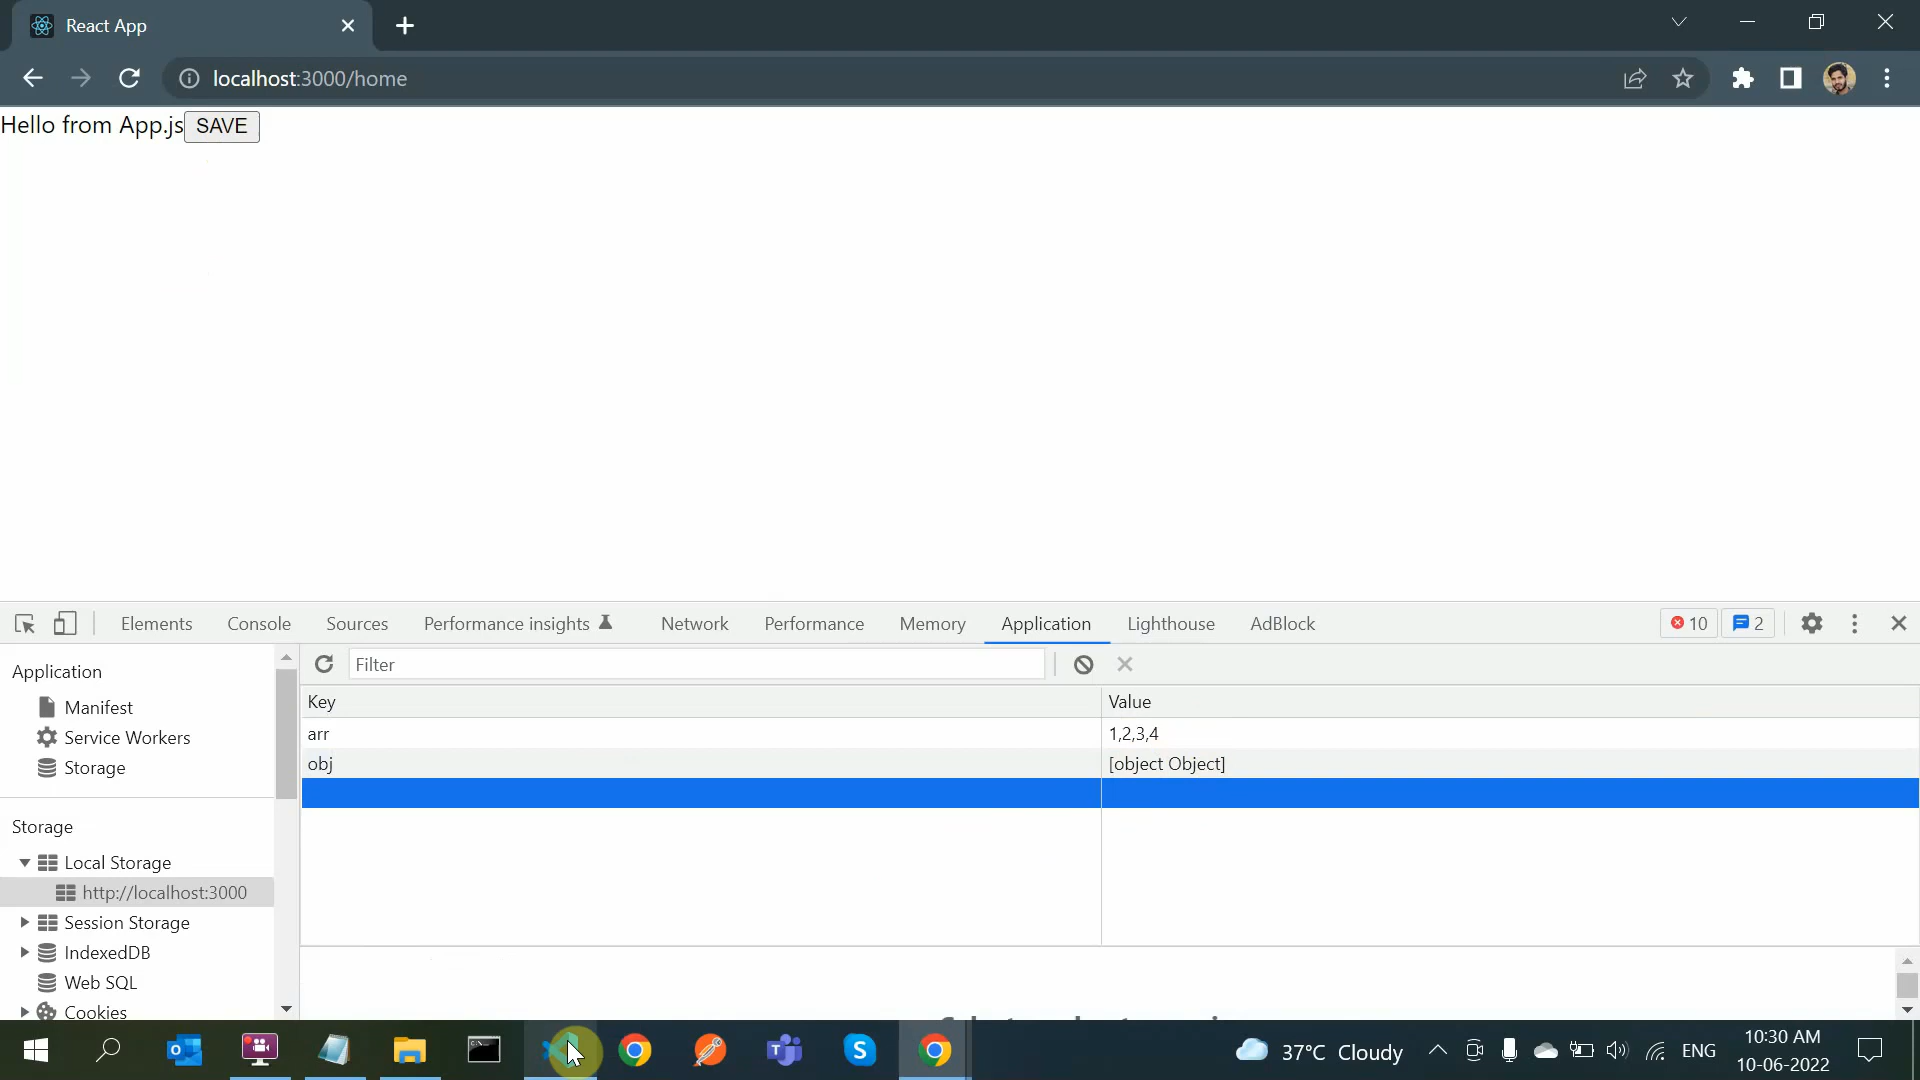 React App
localhost:3000/home
Hello from App.js SAVE
Elements Console Sources Performance insights Network Performance Memory Application Lighthouse AdBlock 10 2
Application
Filter
Manifest
Service Workers
Storage
Key Value
arr 1,2,3,4
obj [object Object]
Storage
Local Storage
http://localhost:3000
Session Storage
IndexedDB
Web SQL
Cookies
37°C Cloudy
ENG
10:30 AM
10-06-2022